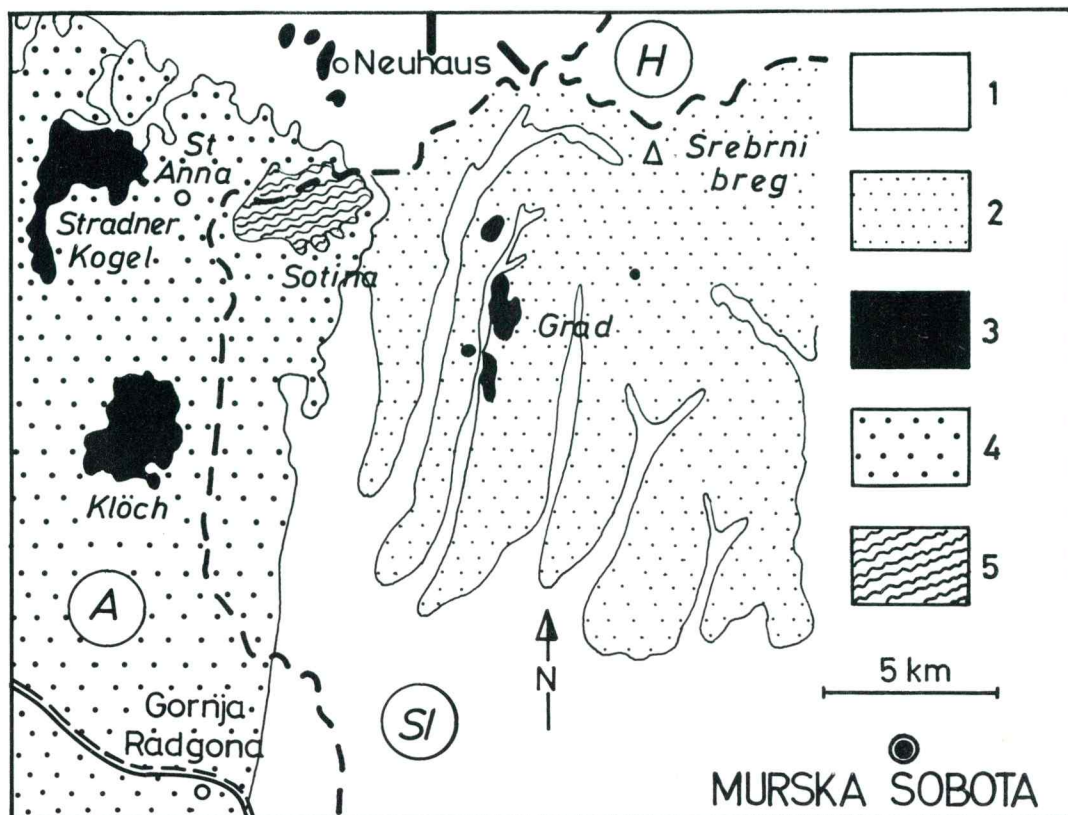 Neuhaus
H
1
St
Anna
Srebrni
breg
2
Stradner
Kogel
Sotina
Grad
3
Klöch
4
5
A
N
5 km
Sl
Gornja
Radgona
MURSKA SOBOTA